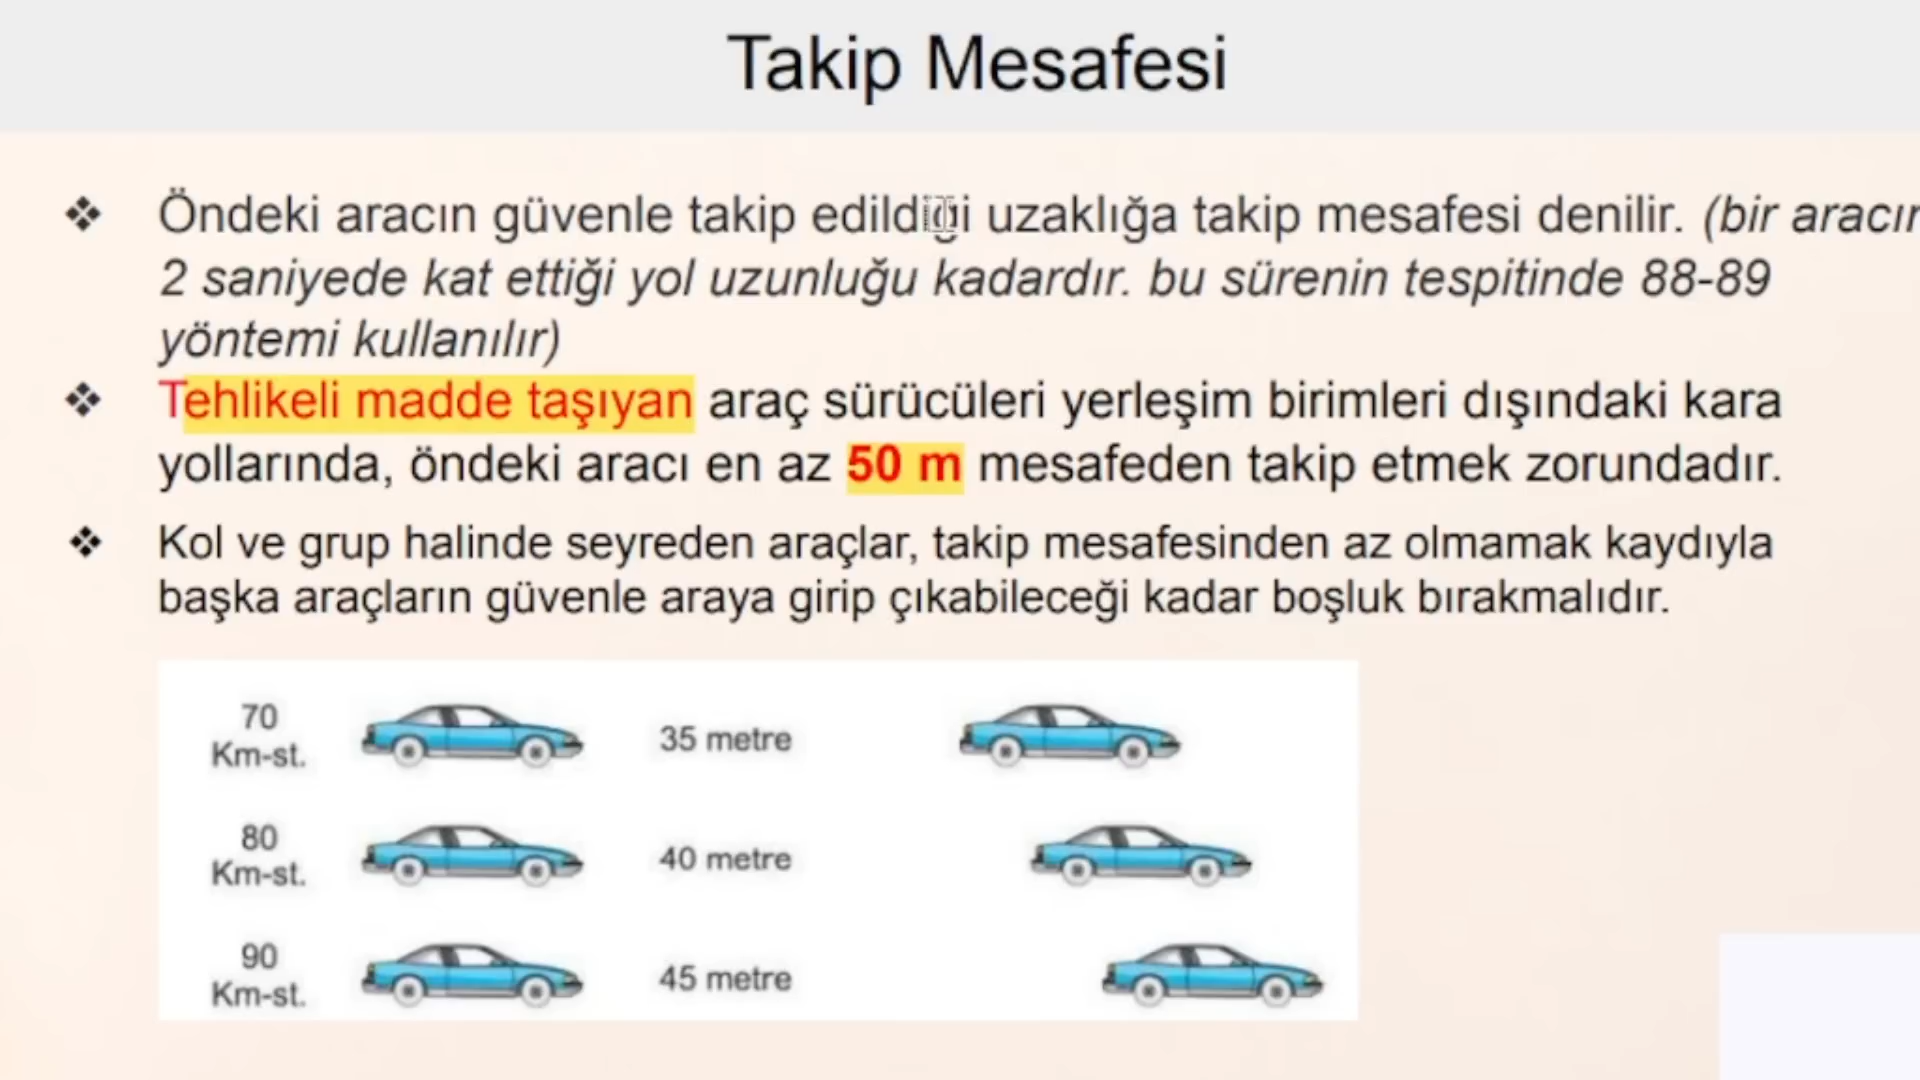 Takip Mesafesi
❖ Öndeki aracın güvenle takip edildiği uzaklığa takip mesafesi denilir. (bir aracın
2 saniyede kat ettiği yol uzunluğu kadardır. bu sürenin tespitinde 88-89
yöntemi kullanılır)
❖ Tehlikeli madde taşıyan araç sürücüleri yerleşim birimleri dışındaki kara
yollarında, öndeki aracı en az 50 m mesafeden takip etmek zorundadır.
❖ Kol ve grup halinde seyreden araçlar, takip mesafesinden az olmamak kaydıyla
başka araçların güvenle araya girip çıkabileceği kadar boşluk bırakmalıdır.
70
Km-st.
35 metre
80
Km-st.
40 metre
90
Km-st.
45 metre